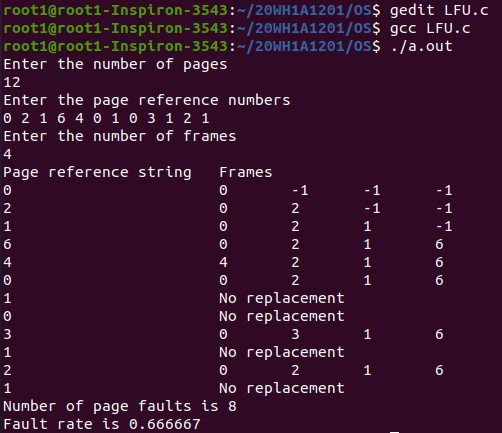 root1@root1-Inspiron-3543:~/20WH1A1201/OS$ gedit LFU.c
root1@root1-Inspiron-3543:~/20WH1A1201/OS$ gcc LFU.c
root1@root1-Inspiron-3543:~/20WH1A1201/OS$ ./a.out
Enter the number of pages
12
Enter the page reference numbers
0 2 1 6 4 0 1 0 3 1 2 1
Enter the number of frames
4
Page reference string Frames
0 0 -1 -1 -1
2 0 2 -1 -1
1 0 2 1 -1
6 0 2 1 6
4 4 2 1 6
0 0 2 1 6
1 No replacement
0 No replacement
3 0 3 1 6
1 No replacement
2 0 2 1 6
1 No replacement
Number of page faults is 8
Fault rate is 0.666667